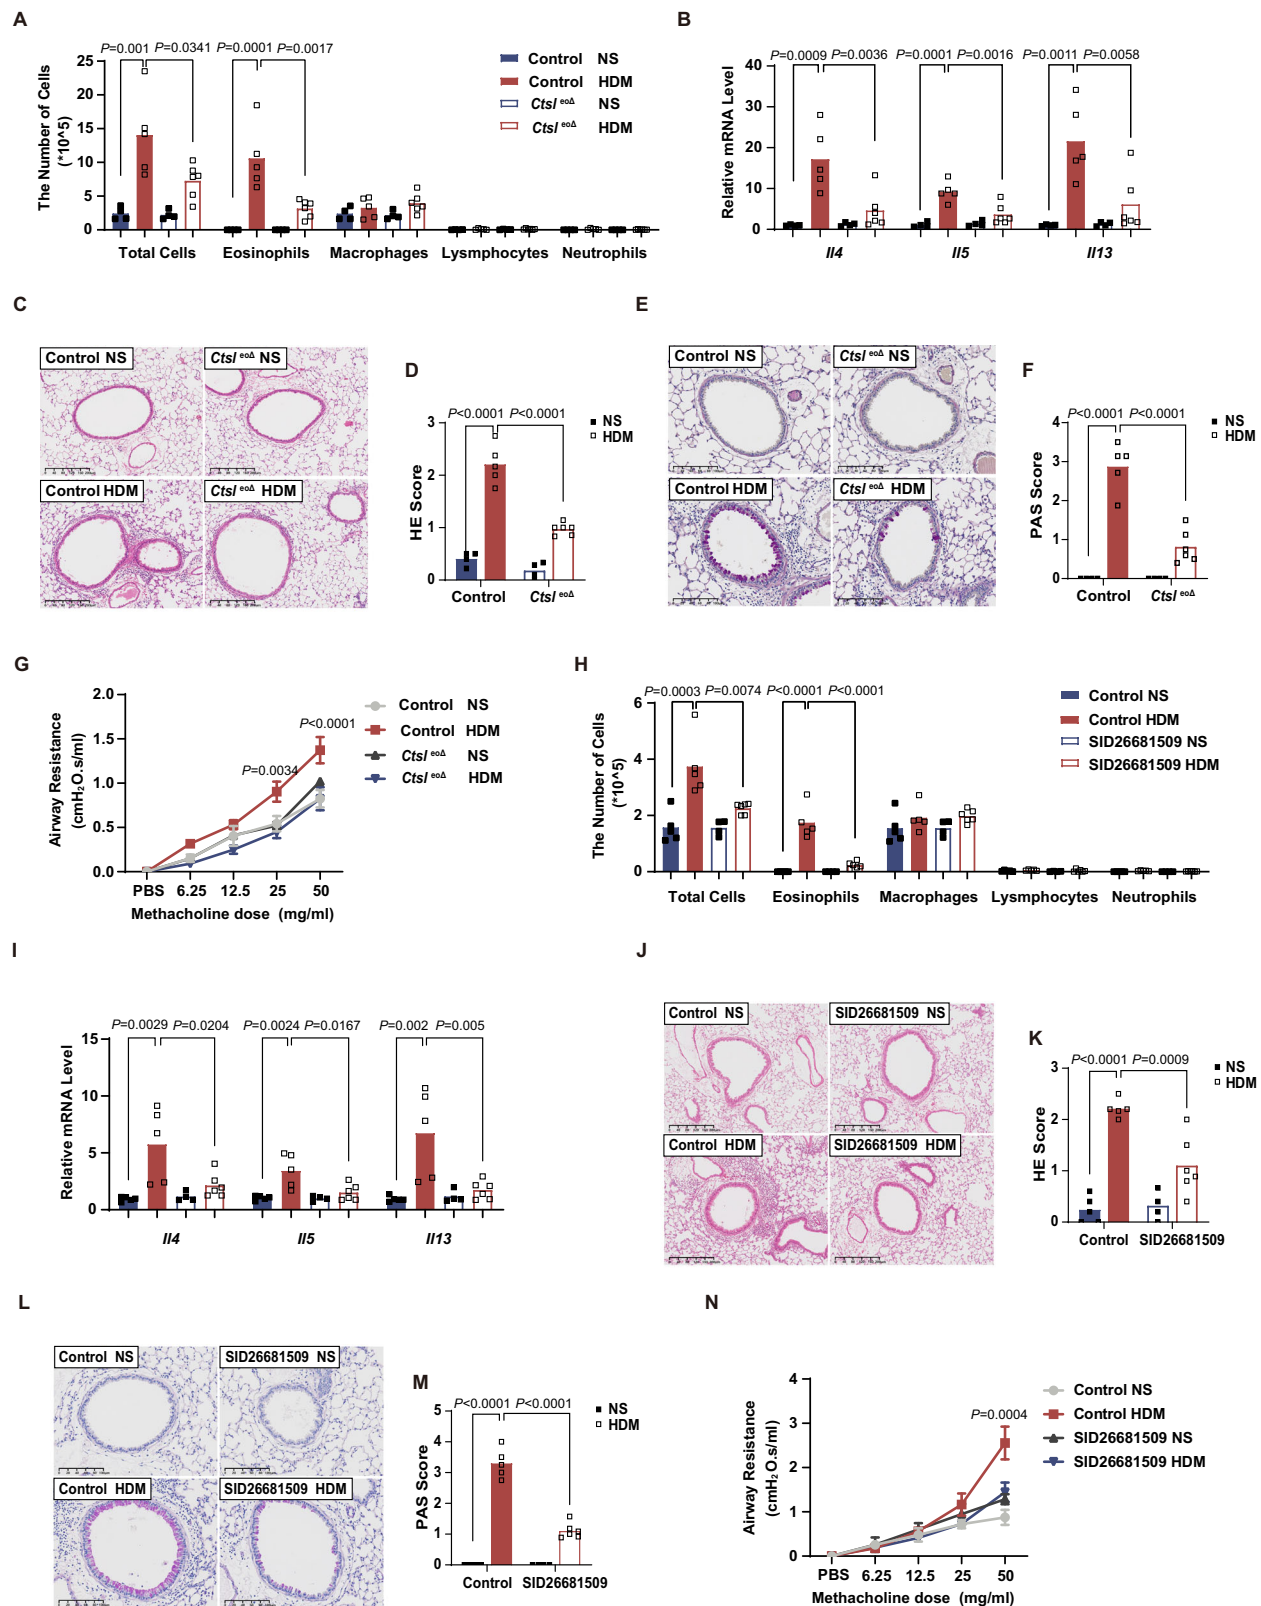 A
P=0.001 P=0.0341 P=0.0001 P=0.0017
The Number of Cells
(*10^5)
25
20
15
10
5
0
Total Cells Eosinophils Macrophages Lysmphocytes Neutrophils
Control NS
Control HDM
Ctsl eoΔ NS
Ctsl eoΔ HDM
B
P=0.0009 P=0.0036 P=0.0001 P=0.0016 P=0.0011 P=0.0058
Relative mRNA Level
40
30
20
10
0
Il4 Il5 Il13
C
Control NS
Ctsl eoΔ NS
Control HDM
Ctsl eoΔ HDM
D
P<0.0001 P<0.0001
NS
HDM
HE Score
3
2
1
0
Control Ctsl eoΔ
E
Control NS
Ctsl eoΔ NS
Control HDM
Ctsl eoΔ HDM
F
P<0.0001 P<0.0001
NS
HDM
PAS Score
4
3
2
1
0
Control Ctsl eoΔ
G
Airway Resistance
(cmH2O.s/ml)
2.0
1.5
1.0
0.5
0.0
P=0.0034
P<0.0001
PBS 6.25 12.5 25 50
Methacholine dose (mg/ml)
Control NS
Control HDM
Ctsl eoΔ NS
Ctsl eoΔ HDM
H
P=0.0003 P=0.0074 P<0.0001 P<0.0001
The Number of Cells
(*10^5)
6
4
2
0
Total Cells Eosinophils Macrophages Lysmphocytes Neutrophils
Control NS
Control HDM
SID26681509 NS
SID26681509 HDM
I
P=0.0029 P=0.0204 P=0.0024 P=0.0167 P=0.002 P=0.005
Relative mRNA Level
15
10
5
0
Il4 Il5 Il13
J
Control NS
SID26681509 NS
Control HDM
SID26681509 HDM
K
P<0.0001 P=0.0009
NS
HDM
HE Score
3
2
1
0
Control SID26681509
L
Control NS
SID26681509 NS
Control HDM
SID26681509 HDM
M
P<0.0001 P<0.0001
NS
HDM
PAS Score
5
4
3
2
1
0
Control SID26681509
N
Airway Resistance
(cmH2 O.s/ml)
4
3
2
1
0
P=0.0004
PBS 6.25 12.5 25 50
Methacholine dose (mg/ml)
Control NS
Control HDM
SID26681509 NS
SID26681509 HDM